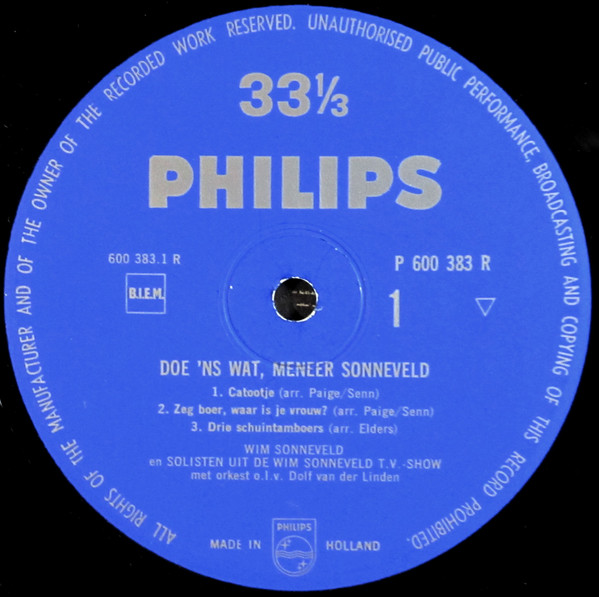 ALL RIGHTS OF THE MANUFACTURER AND OF THE OWNER OF THE RECORDED WORK RESERVED. UNAUTHORISED PUBLIC PERFORMANCE, BROADCASTING AND COPYING OF THIS RECORD PROHIBITED.
33⅓
PHILIPS
600 383.1 R
P 600 383 R
B.I.E.M.
1
DOE 'NS WAT, MENEER SONNEVELD
1. Catootje (arr. Paige/Senn)
2. Zeg boer, waar is je vrouw? (arr. Paige/Senn)
3. Drie schuintamboers (arr. Elders)
WIM SONNEVELD
en SOLISTEN UIT DE WIM SONNEVELD T.V.-SHOW
met orkest o.l.v. Dolf van der Linden
PHILIPS
MADE IN HOLLAND